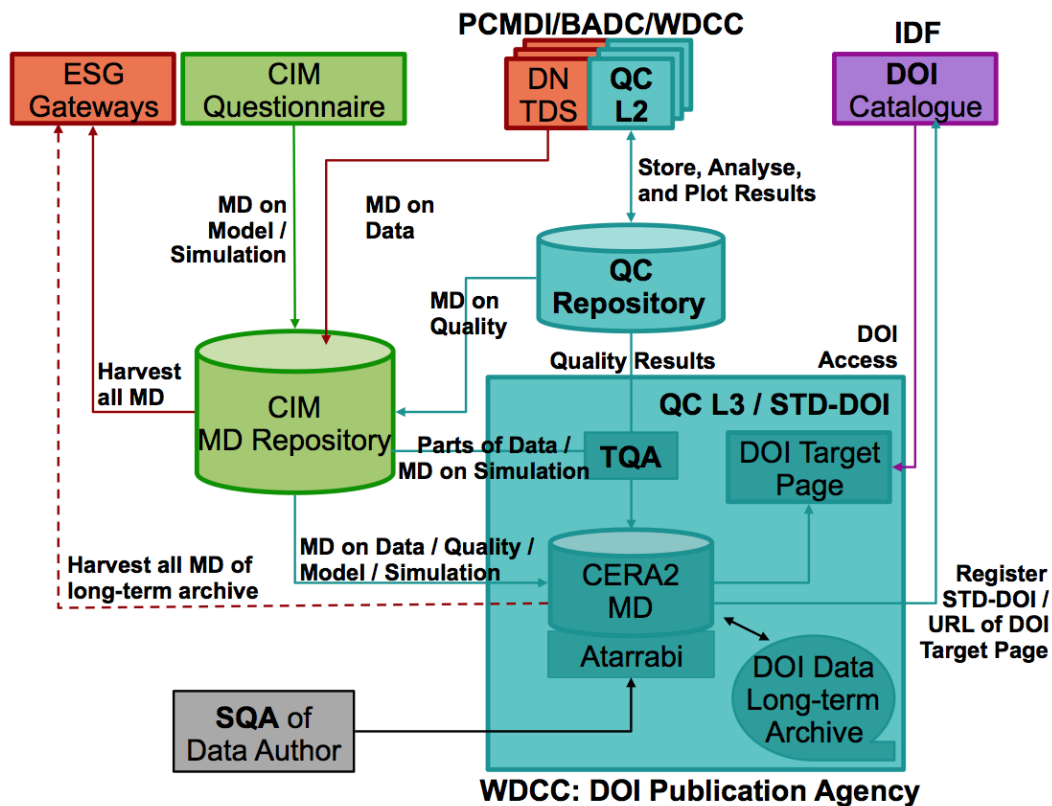 PCMDI/BADC/WDCC
IDF
ESG
Gateways
CIM
Questionnaire
DN
TDS
QC
L2
DOI
Catalogue
Store, Analyse,
and Plot Results
MD on
Model /
Simulation
MD on
Data
QC
Repository
MD on
Quality
DOI
Access
Harvest
all MD
Quality Results
CIM
MD Repository
QC L3 / STD-DOI
Parts of Data /
MD on Simulation
TQA
DOI Target
Page
MD on Data / Quality /
Model / Simulation
Harvest all MD of
long-term archive
CERA2
MD
Atarrabi
Register
STD-DOI /
URL of DOI
Target Page
DOI Data
Long-term
Archive
SQA of
Data Author
WDCC: DOI Publication Agency